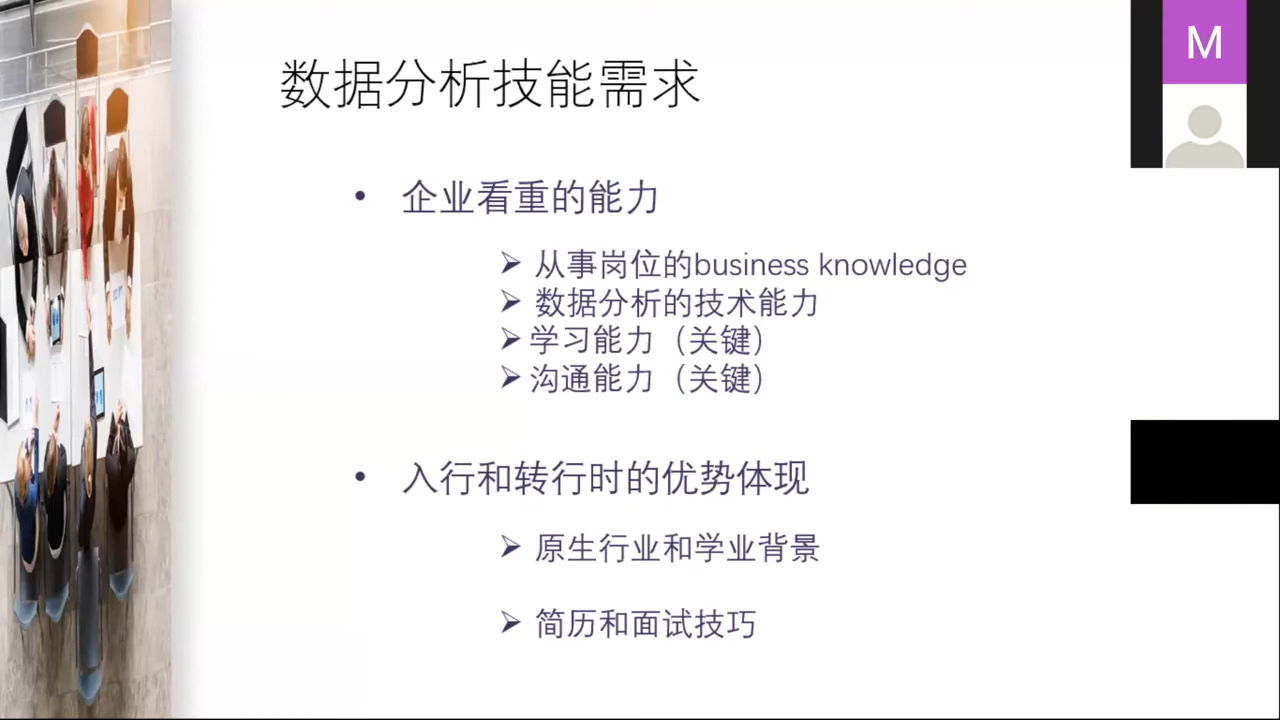 数据分析技能需求
M
• 企业看重的能力
➢ 从事岗位的business knowledge
➢ 数据分析的技术能力
➢ 学习能力（关键）
➢ 沟通能力（关键）
• 入行和转行时的优势体现
➢ 原生行业和学业背景
➢ 简历和面试技巧